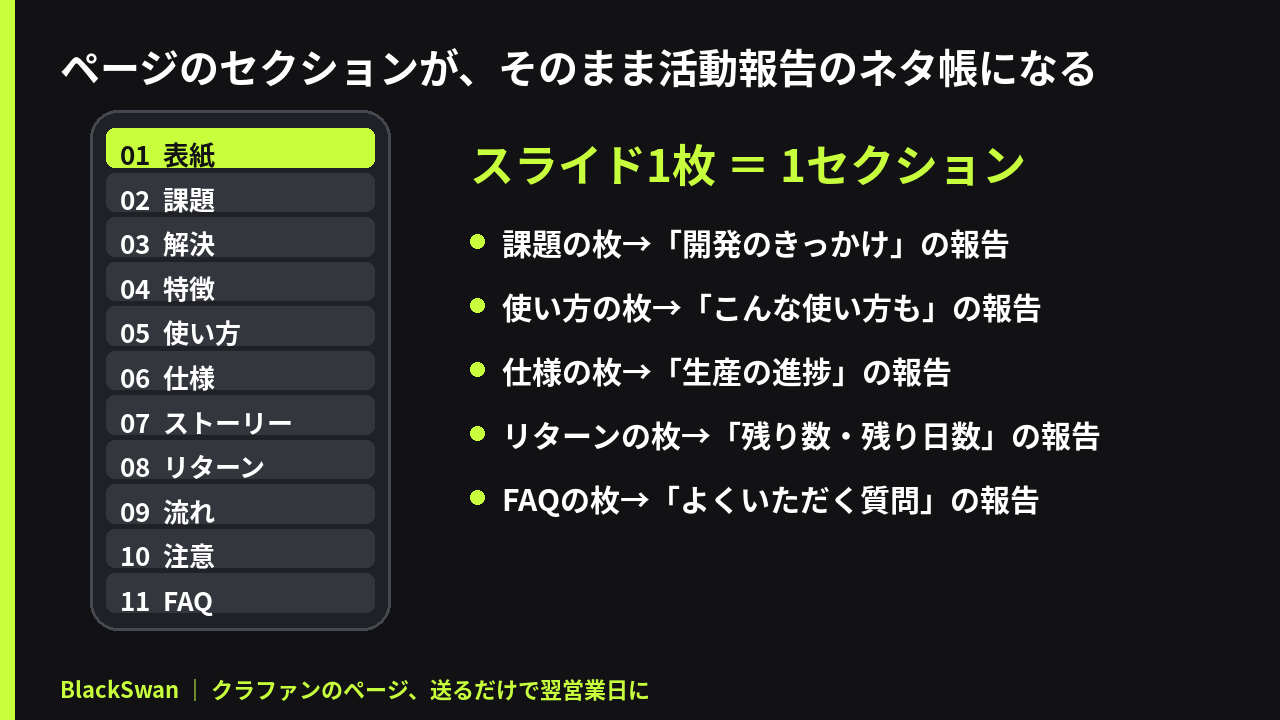 ページのセクションが、そのまま活動報告のネタ帳になる
01 表紙
02 課題
03 解決
04 特徴
05 使い方
06 仕様
07 ストーリー
08 リターン
09 流れ
10 注意
11 FAQ
スライド1枚 ＝ 1セクション
課題の枚→「開発のきっかけ」の報告
使い方の枚→「こんな使い方も」の報告
仕様の枚→「生産の進捗」の報告
リターンの枚→「残り数・残り日数」の報告
FAQの枚→「よくいただく質問」の報告
BlackSwan｜クラファンのページ、送るだけで翌営業日に